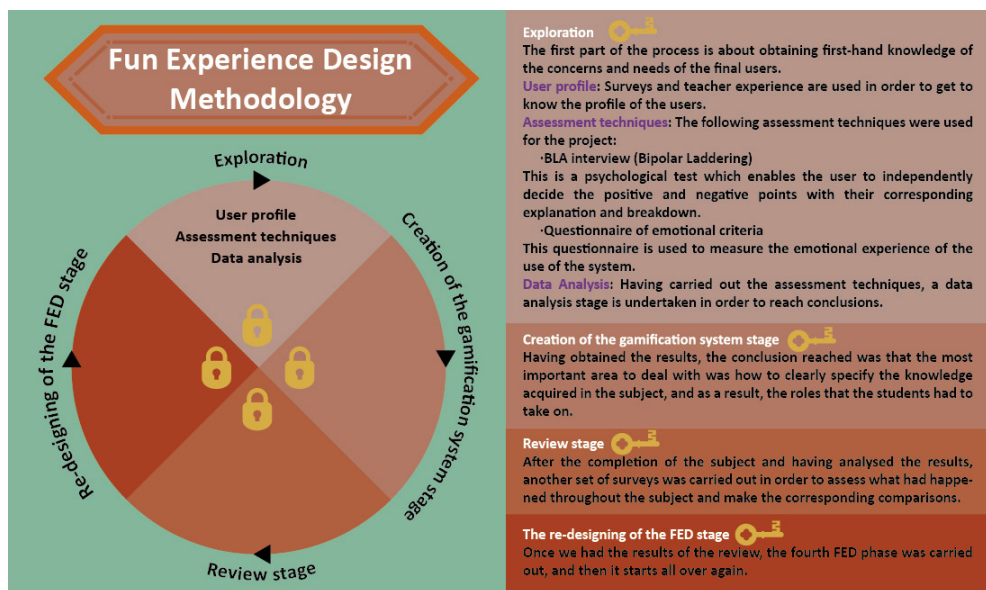 Fun Experience Design
Methodology
Exploration
User profile
Assessment techniques
Data analysis
Creation of the gamification system stage
Review stage
Re-designing of the FED stage
Exploration
The first part of the process is about obtaining first-hand knowledge of
the concerns and needs of the final users.
User profile: Surveys and teacher experience are used in order to get to
know the profile of the users.
Assessment techniques: The following assessment techniques were used
for the project:
·BLA interview (Bipolar Laddering)
This is a psychological test which enables the user to independently
decide the positive and negative points with their corresponding
explanation and breakdown.
·Questionnaire of emotional criteria
This questionnaire is used to measure the emotional experience of the
use of the system.
Data Analysis: Having carried out the assessment techniques, a data
analysis stage is undertaken in order to reach conclusions.
Creation of the gamification system stage
Having obtained the results, the conclusion reached was that the most
important area to deal with was how to clearly specify the knowledge
acquired in the subject, and as a result, the roles that the students had to
take on.
Review stage
After the completion of the subject and having analysed the results,
another set of surveys was carried out in order to assess what had happe-
ned throughout the subject and make the corresponding comparisons.
The re-designing of the FED stage
Once we had the results of the review, the fourth FED phase was carried
out, and then it starts all over again.